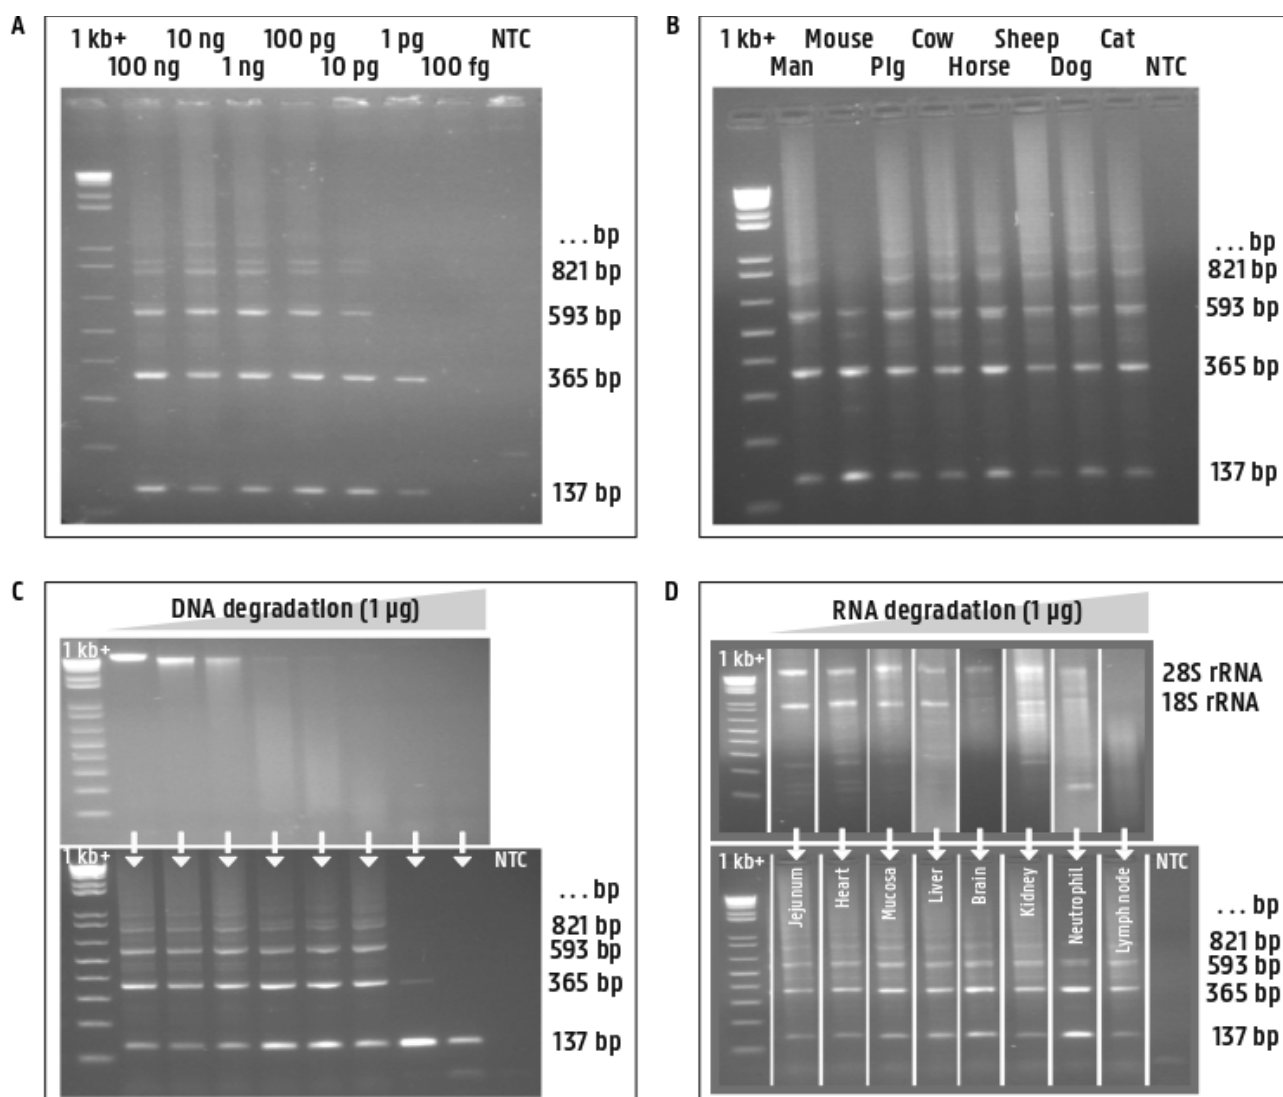 A
1 kb+ 10 ng 100 pg 1 pg NTC
100 ng 1 ng 10 pg 100 fg
... bp
821 bp
593 bp
365 bp
137 bp
B
1 kb+ Mouse Cow Sheep Cat
Man PIg Horse Dog NTC
... bp
821 bp
593 bp
365 bp
137 bp
C
DNA degradation (1 µg)
1 kb+
1 kb+ NTC
... bp
821 bp
593 bp
365 bp
137 bp
D
RNA degradation (1 µg)
1 kb+
28S rRNA
18S rRNA
1 kb+ Jejunum Heart Mucosa Liver Brain Kidney Neutrophil Lymph node NTC
... bp
821 bp
593 bp
365 bp
137 bp